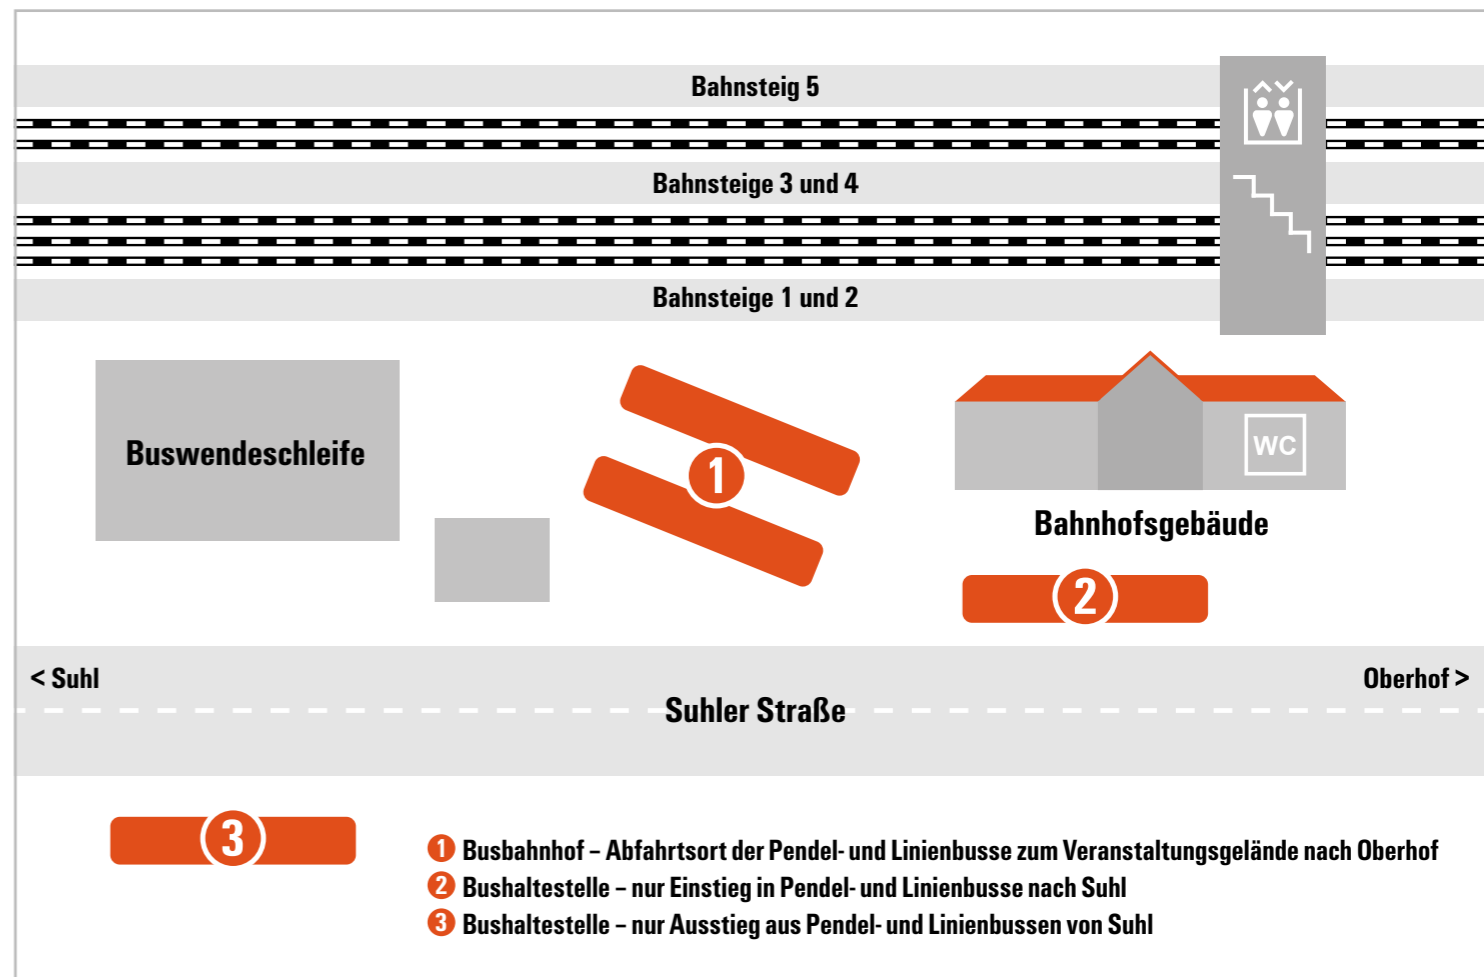 Bahnsteig 5
Bahnsteige 3 und 4
Bahnsteige 1 und 2
Buswendeschleife
1
WC
Bahnhofsgebäude
2
< Suhl
Oberhof >
Suhler Straße
3
1 Busbahnhof – Abfahrtsort der Pendel- und Linienbusse zum Veranstaltungsgelände nach Oberhof
2 Bushaltestelle – nur Einstieg in Pendel- und Linienbusse nach Suhl
3 Bushaltestelle – nur Ausstieg aus Pendel- und Linienbussen von Suhl